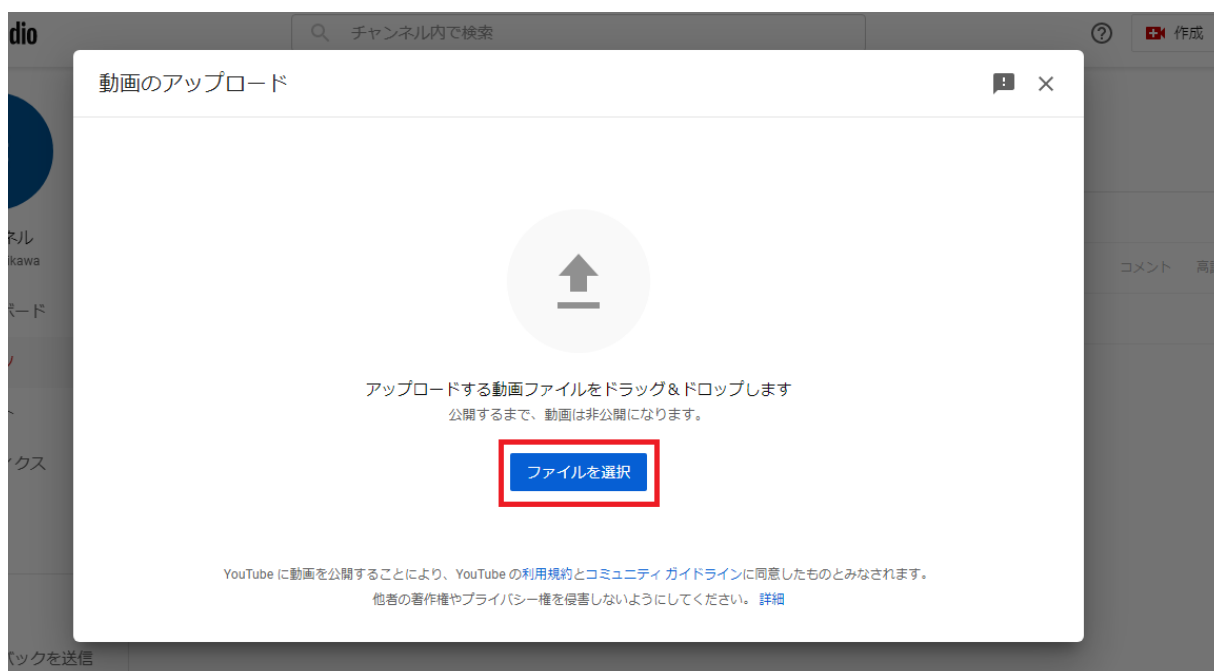 dio
チャンネル内で検索
作成
動画のアップロード
ネル
ikawa
コメント
ボード
アップロードする動画ファイルをドラッグ&ドロップします
公開するまで、動画は非公開になります。
クス
ファイルを選択
YouTube に動画を公開することにより、YouTube の利用規約とコミュニティ ガイドラインに同意したものとみなされます。
他者の著作権やプライバシー権を侵害しないようにしてください。 詳細
バックを送信